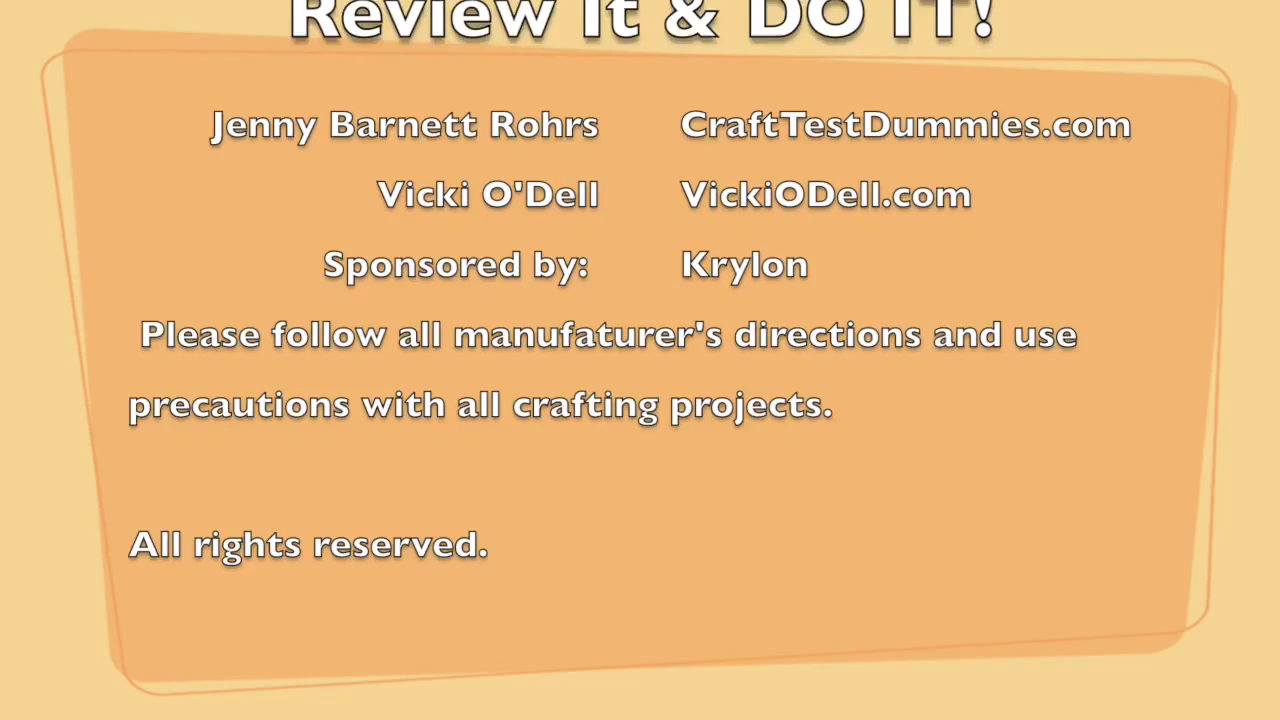 Review It & DO IT!
Jenny Barnett Rohrs CraftTestDummies.com
Vicki O'Dell VickiODell.com
Sponsored by: Krylon
Please follow all manufaturer's directions and use
precautions with all crafting projects.
All rights reserved.